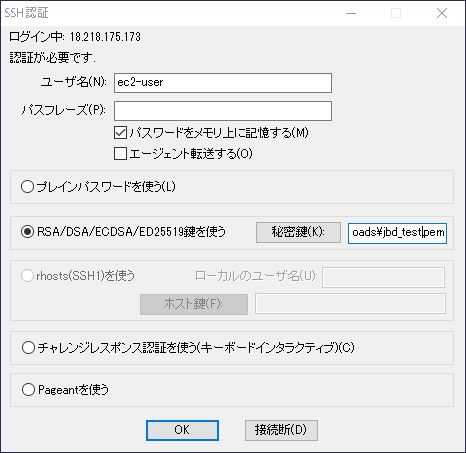 SSH認証
ログイン中: 18.218.175.173
認証が必要です.
ユーザ名(N): ec2-user
パスフレーズ(P):
パスワードをメモリ上に記憶する(M)
エージェント転送する(O)
プレインパスワードを使う(L)
RSA/DSA/ECDSA/ED25519鍵を使う 秘密鍵(K): oads¥jbd_test.pem
rhosts(SSH1)を使う ローカルのユーザ名(U):
ホスト鍵(F):
チャレンジレスポンス認証を使う(キーボードインタラクティブ)(C)
Pageantを使う
OK 接続断(D)